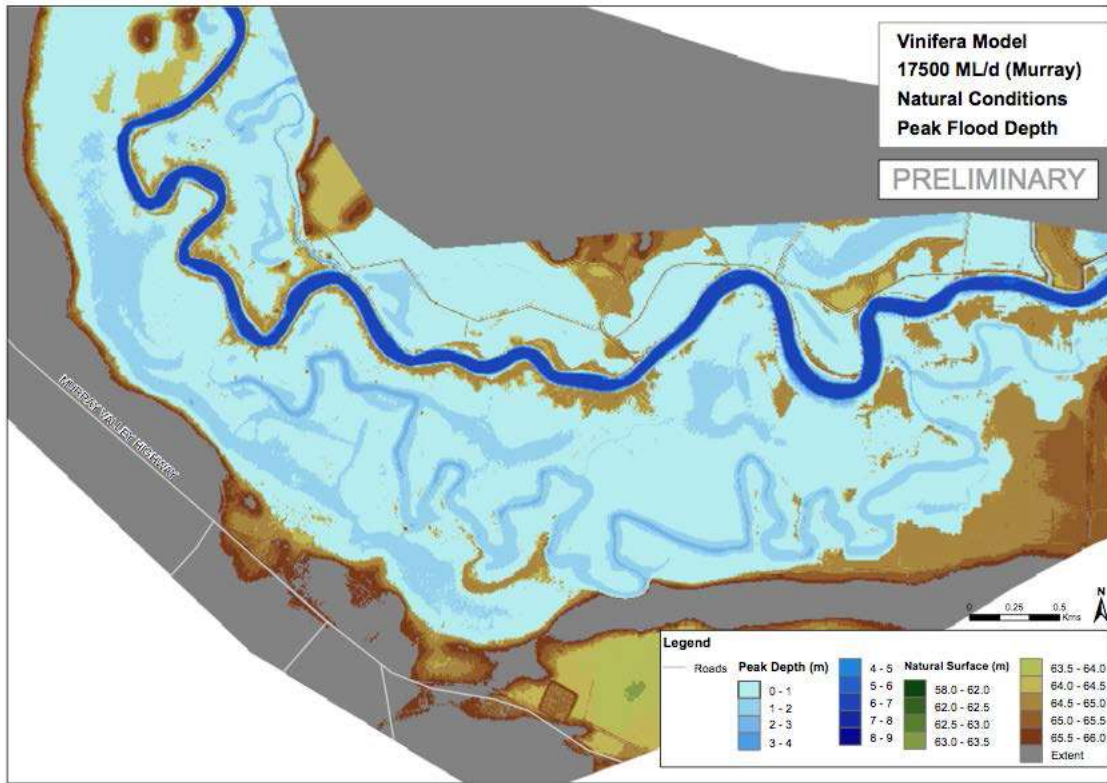 Vinifera Model
17500 ML/d (Murray)
Natural Conditions
Peak Flood Depth
PRELIMINARY
MURRAY VALLEY HIGHWAY
N
0 0.25 0.5
Kms
Legend
Roads
Peak Depth (m)
0 - 1
1 - 2
2 - 3
3 - 4
4 - 5
5 - 6
6 - 7
7 - 8
8 - 9
Natural Surface (m)
58.0 - 62.0
62.0 - 62.5
62.5 - 63.0
63.0 - 63.5
63.5 - 64.0
64.0 - 64.5
64.5 - 65.0
65.0 - 65.5
65.5 - 66.0
Extent